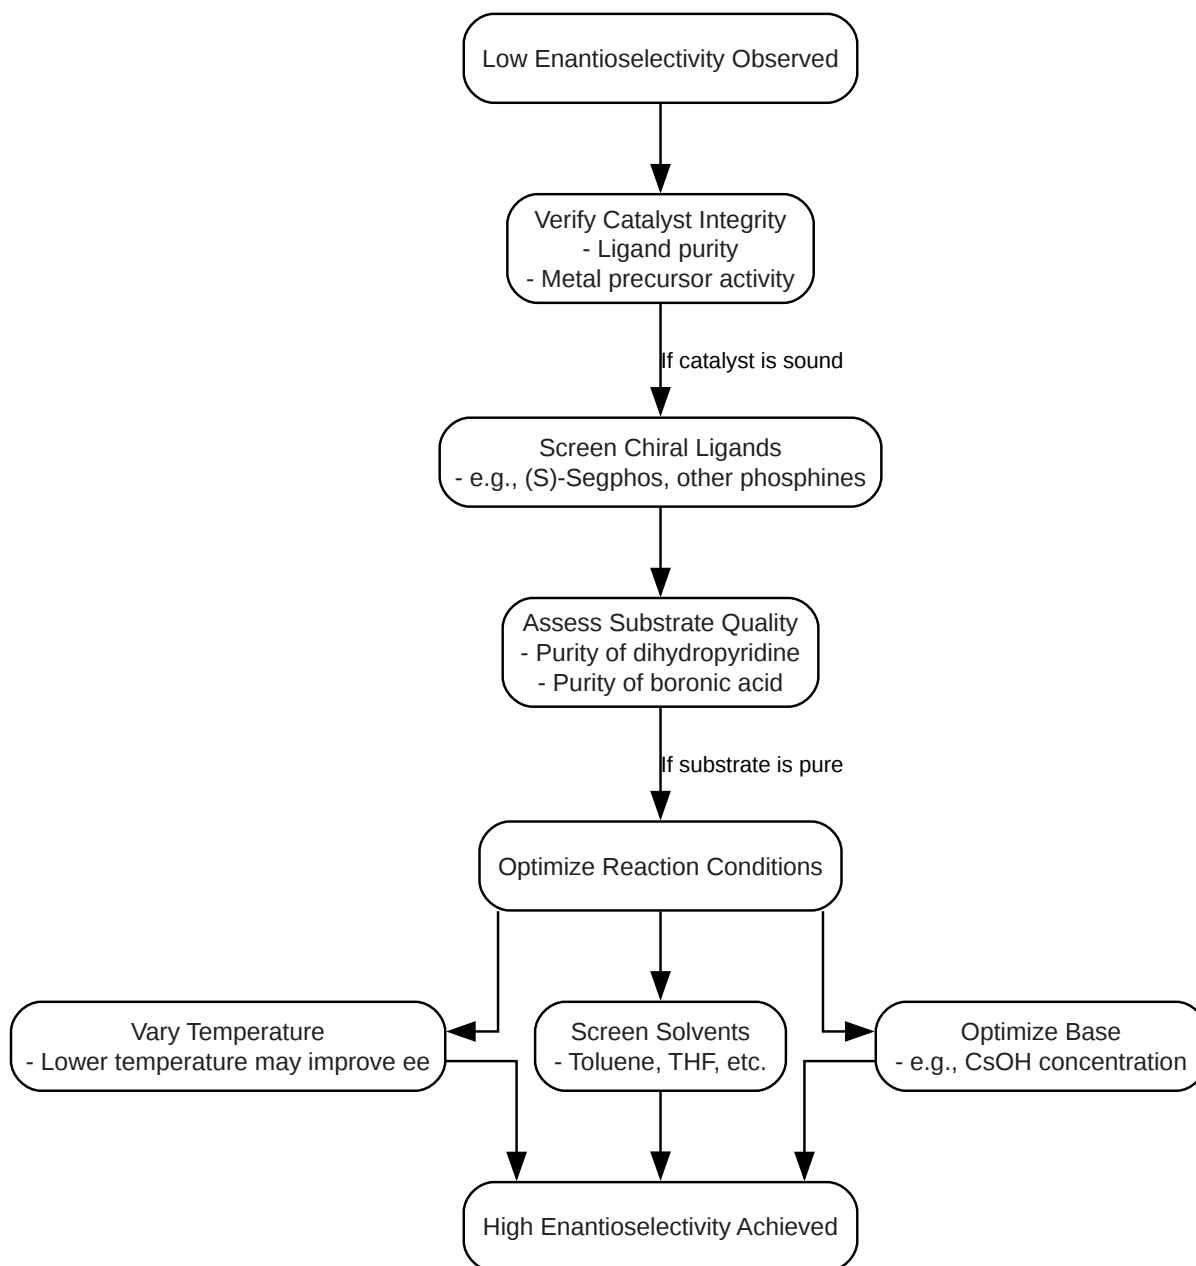 Low Enantioselectivity Observed
Verify Catalyst Integrity
- Ligand purity
- Metal precursor activity
If catalyst is sound
Screen Chiral Ligands
- e.g., (S)-Segphos, other phosphines
Assess Substrate Quality
- Purity of dihydropyridine
- Purity of boronic acid
If substrate is pure
Optimize Reaction Conditions
Vary Temperature
- Lower temperature may improve ee
Screen Solvents
- Toluene, THF, etc.
Optimize Base
- e.g., CsOH concentration
High Enantioselectivity Achieved